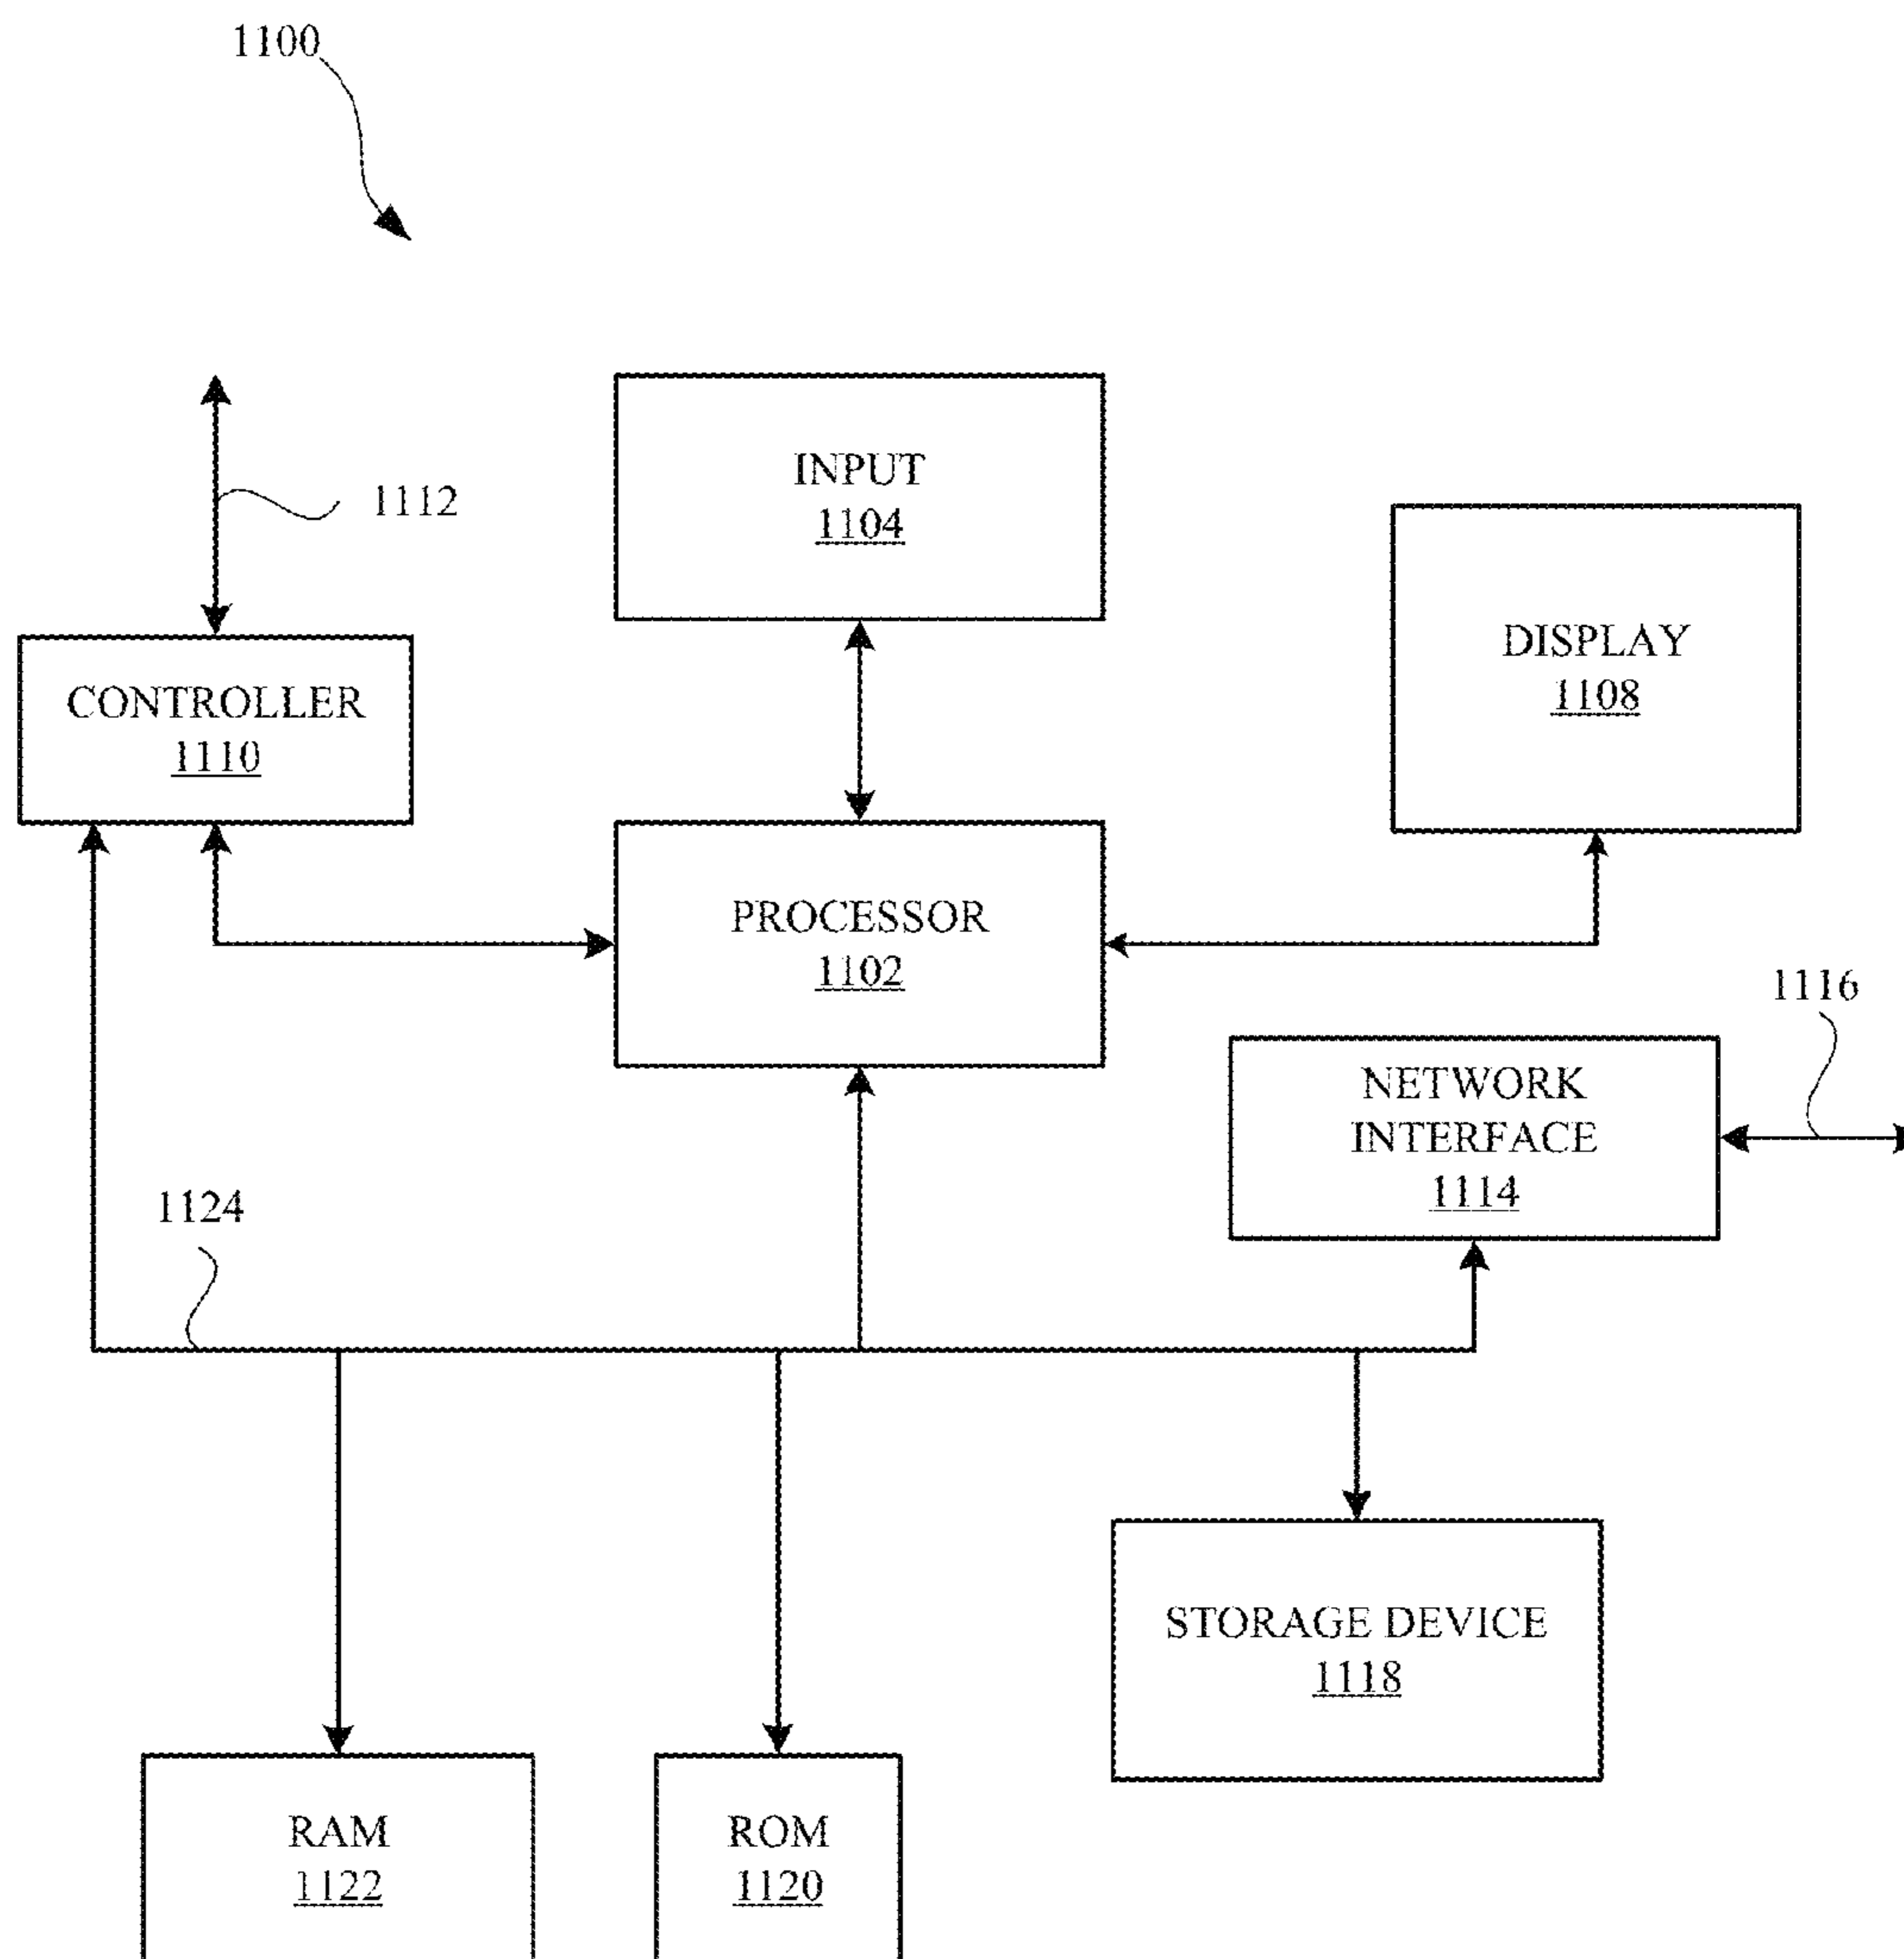 1100
INPUT
1104
1112
DISPLAY
1108
CONTROLLER
1110
PROCESSOR
1102
1116
NETWORK
INTERFACE
1114
1124
STORAGE DEVICE
1118
RAM
1122
ROM
1120